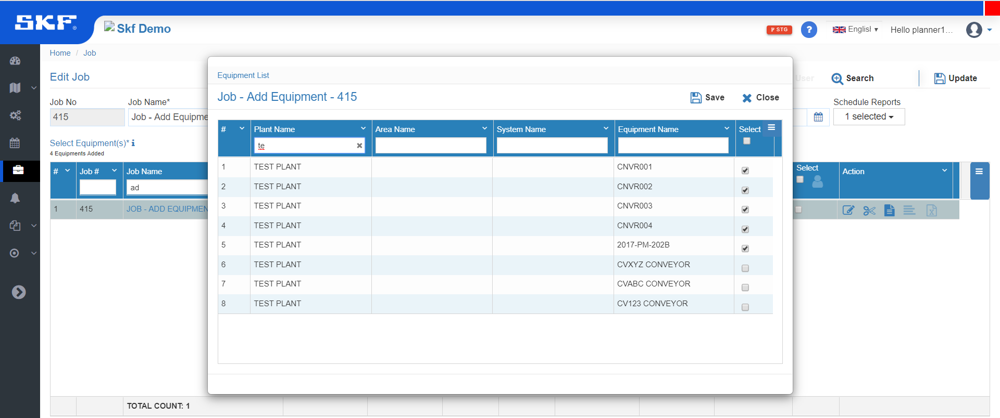 SKF®
Skf Demo
STG
?
English
Hello planner1...
Home / Job
Edit Job
User
Search
Update
Job No
Job Name*
415
Job - Add Equipme
Schedule Reports
1 selected
Select Equipment(s)*
4 Equipments Added
# Job # Job Name
ad
Select Action
1 415 JOB - ADD EQUIPMEN
TOTAL COUNT: 1
Equipment List
Job - Add Equipment - 415
Save
Close
# Plant Name Area Name System Name Equipment Name Select
te
1 TEST PLANT CNVR001
2 TEST PLANT CNVR002
3 TEST PLANT CNVR003
4 TEST PLANT CNVR004
5 TEST PLANT 2017-PM-202B
6 TEST PLANT CVXYZ CONVEYOR
7 TEST PLANT CVABC CONVEYOR
8 TEST PLANT CV123 CONVEYOR